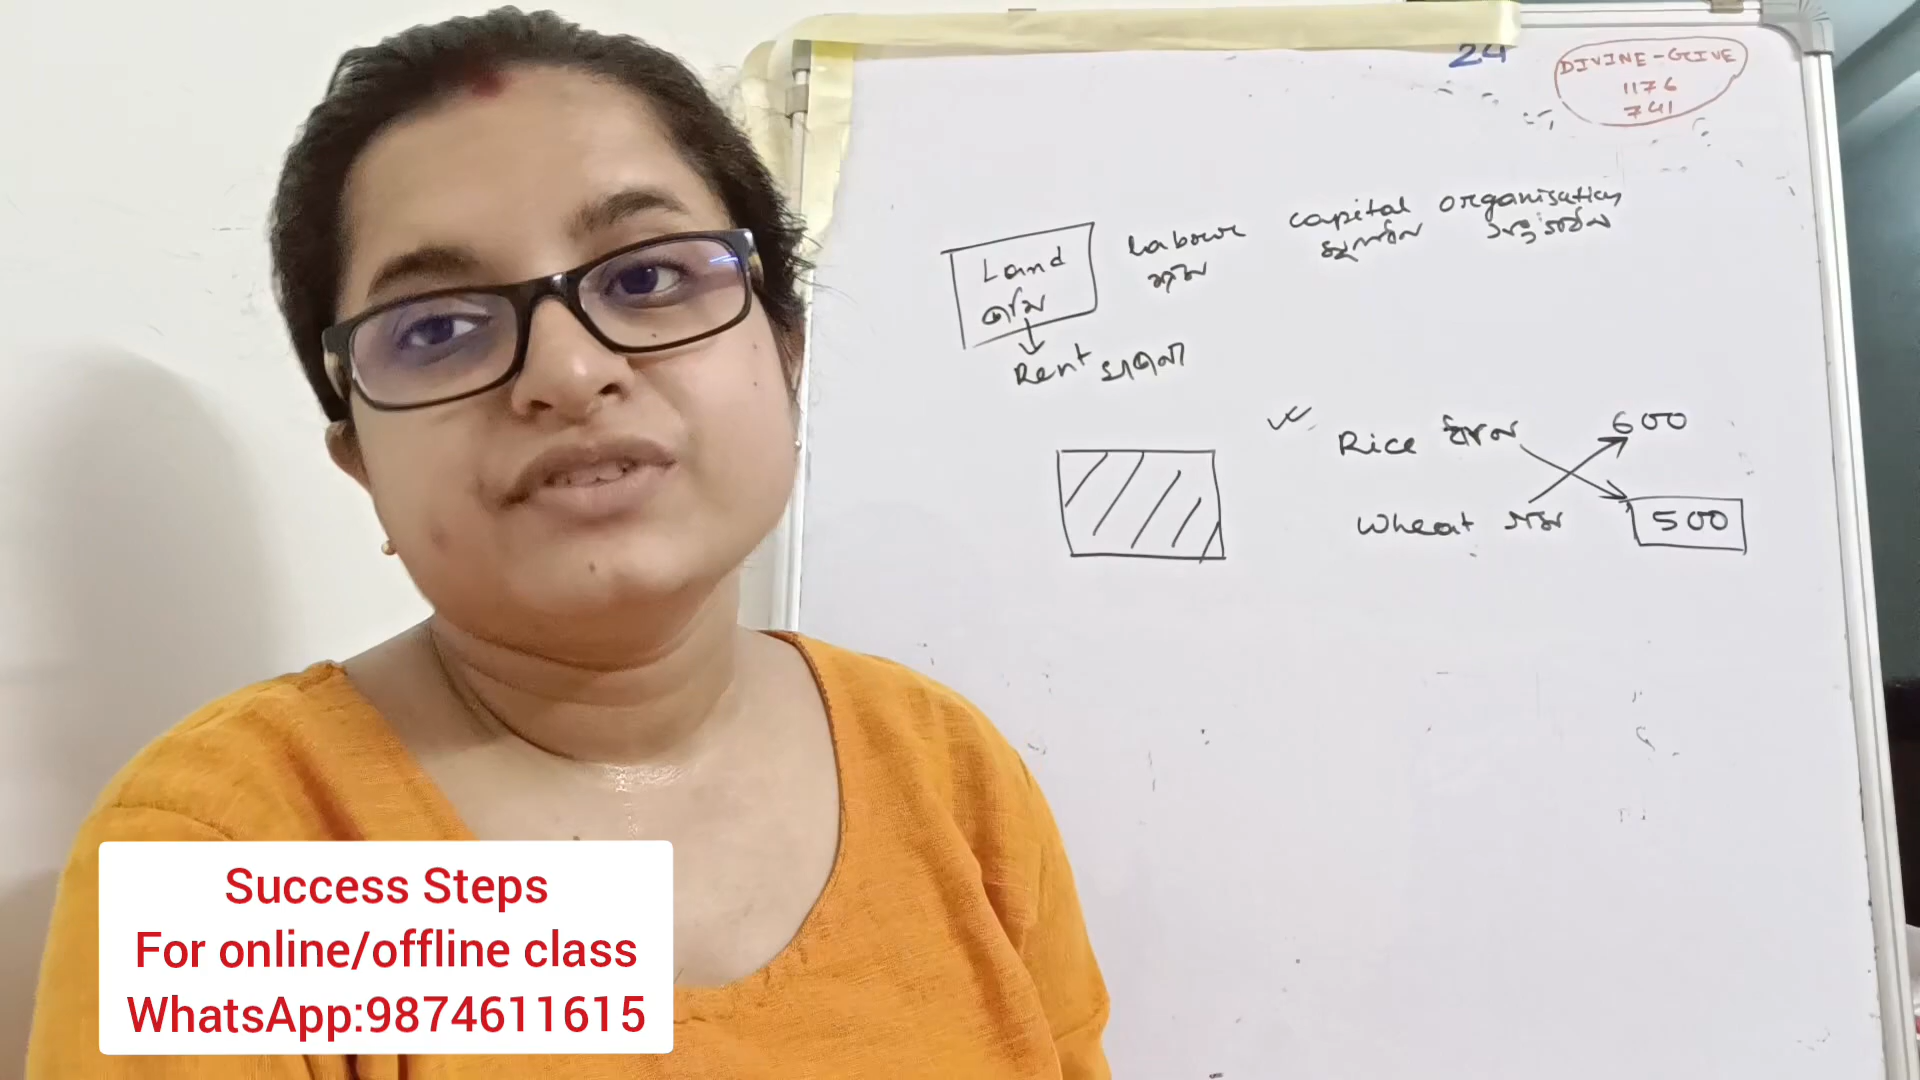 24
DIVINE-GTIVE
1176
741
Land Labour capital organisation
জমি শ্রম মূলধন সংগঠন
Rent খাজনা
Rice ধান 600
Wheat গম 500
Success Steps
For online/offline class
WhatsApp:9874611615